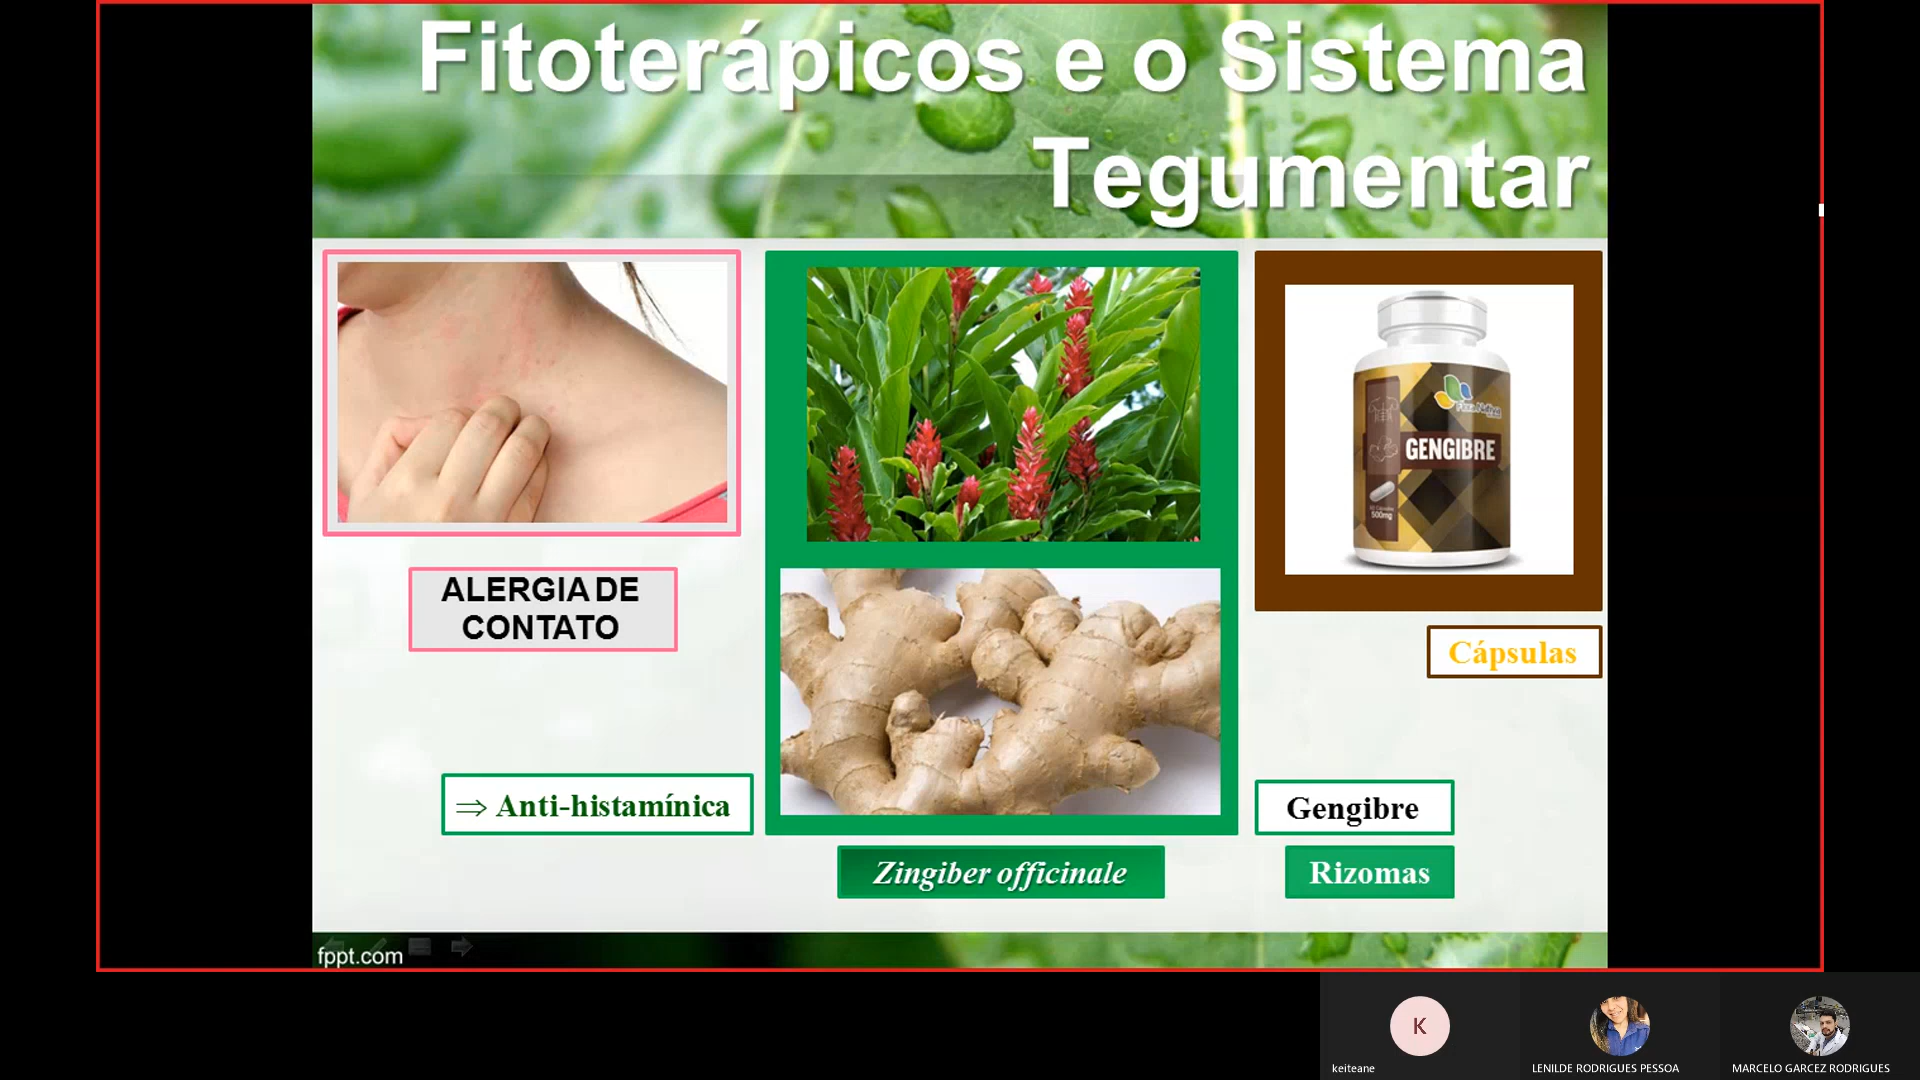 Fitoterápicos e o Sistema
Tegumentar
ALERGIA DE
CONTATO
⇒ Anti-histamínica
Zingiber officinale
GENGIBRE
500mg
Cápsulas
Gengibre
Rizomas
fppt.com
K
keiteane
LENILDE RODRIGUES PESSOA
MARCELO GARCEZ RODRIGUES